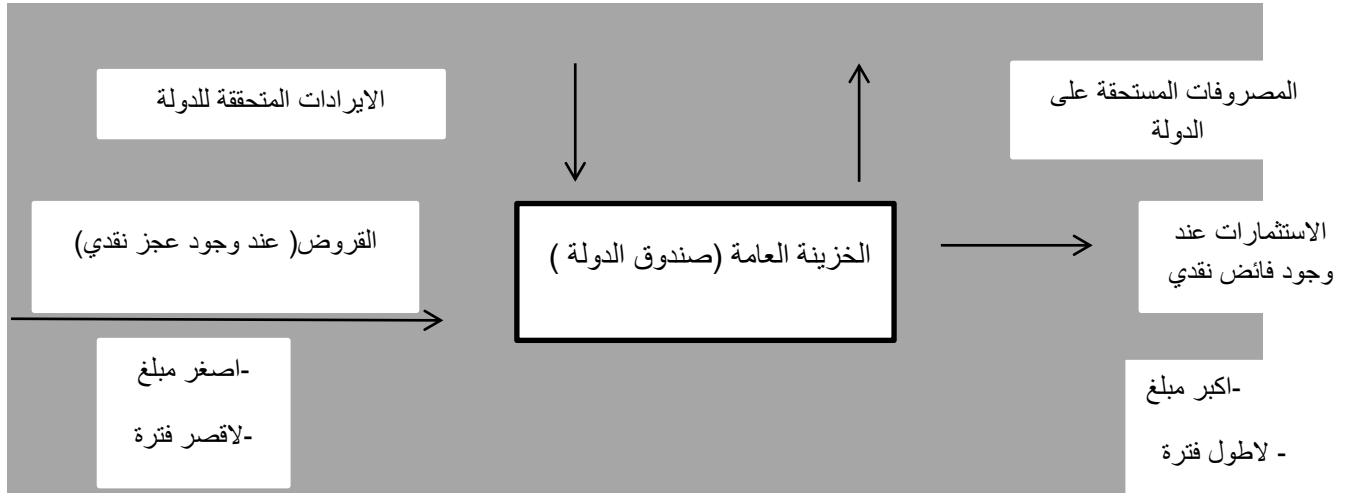 المصروفات المستحقة على
الدولة
الايرادات المتحققة للدولة
الاستثمارات عند
وجود فائض نقدي
الخزينة العامة (صندوق الدولة )
القروض( عند وجود عجز نقدي)
-اكبر مبلغ
- لاطول فترة
-اصغر مبلغ
-لاقصر فترة